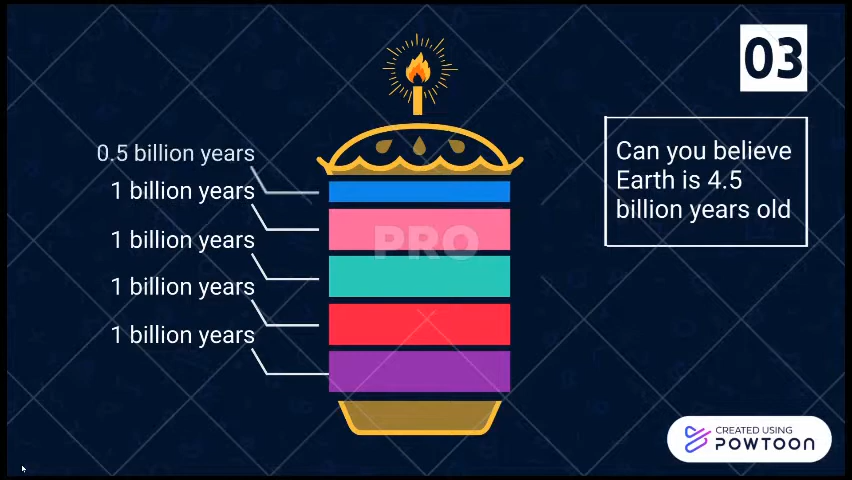 03
0.5 billion years
1 billion years
1 billion years
1 billion years
1 billion years
Can you believe
Earth is 4.5
billion years old
PRO
CREATED USING
POWTOON